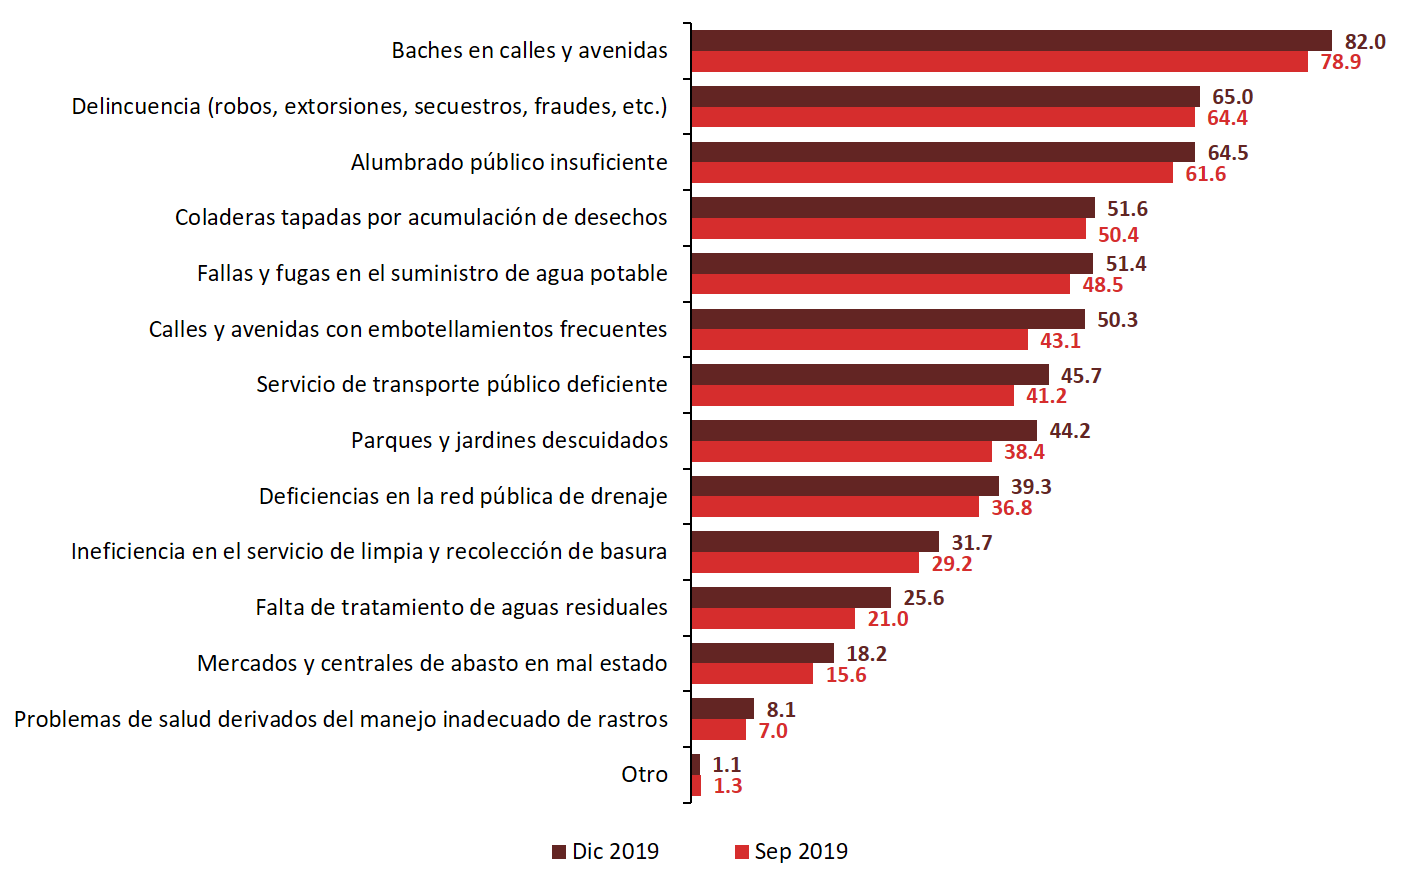 Baches en calles y avenidas
82.0
78.9
Delincuencia (robos, extorsiones, secuestros, fraudes, etc.)
65.0
64.4
Alumbrado público insuficiente
64.5
61.6
Coladeras tapadas por acumulación de desechos
51.6
50.4
Fallas y fugas en el suministro de agua potable
51.4
48.5
Calles y avenidas con embotellamientos frecuentes
50.3
43.1
Servicio de transporte público deficiente
45.7
41.2
Parques y jardines descuidados
44.2
38.4
Deficiencias en la red pública de drenaje
39.3
36.8
Ineficiencia en el servicio de limpia y recolección de basura
31.7
29.2
Falta de tratamiento de aguas residuales
25.6
21.0
Mercados y centrales de abasto en mal estado
18.2
15.6
Problemas de salud derivados del manejo inadecuado de rastros
8.1
7.0
Otro
1.1
1.3
Dic 2019
Sep 2019